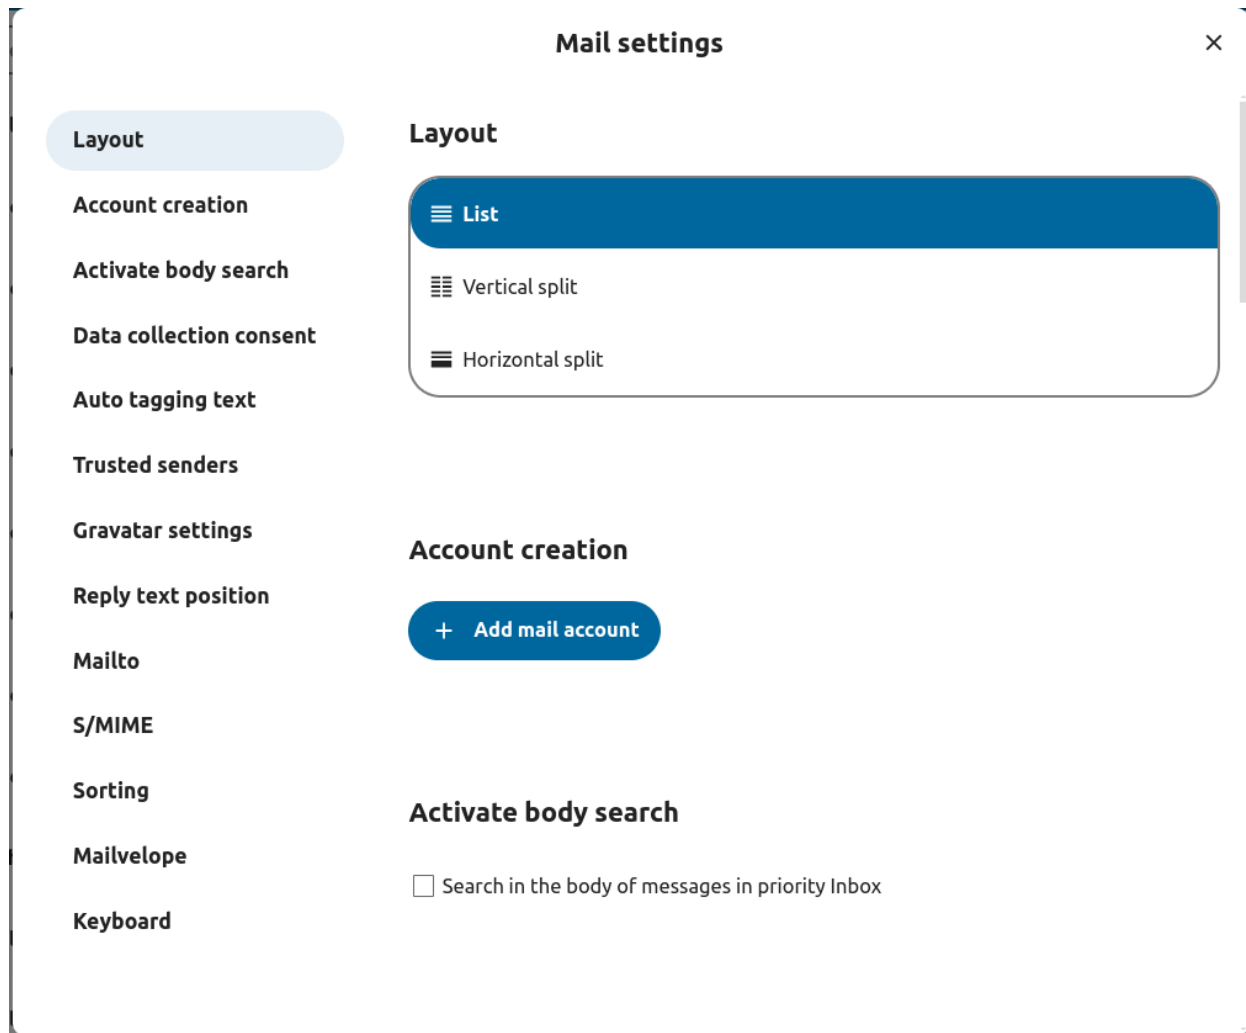 Mail settings
Layout
Account creation
Activate body search
Data collection consent
Auto tagging text
Trusted senders
Gravatar settings
Reply text position
Mailto
S/MIME
Sorting
Mailvelope
Keyboard
Layout
List
Vertical split
Horizontal split
Account creation
Add mail account
Activate body search
Search in the body of messages in priority Inbox